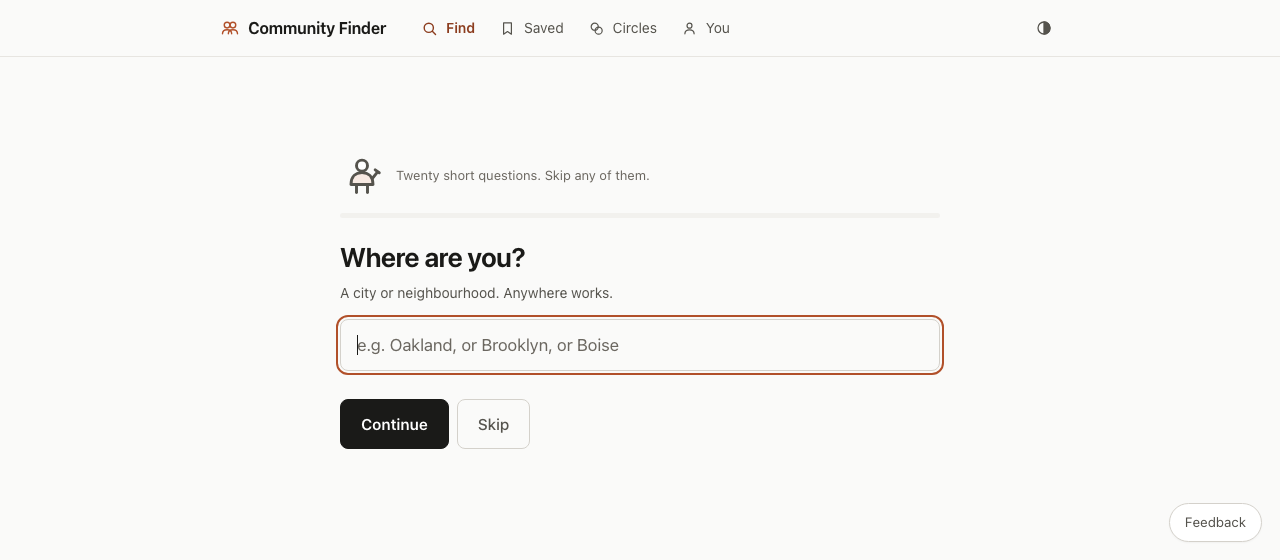 Community Finder
Find
Saved
Circles
You
Twenty short questions. Skip any of them.
Where are you?
A city or neighbourhood. Anywhere works.
e.g. Oakland, or Brooklyn, or Boise
Continue
Skip
Feedback